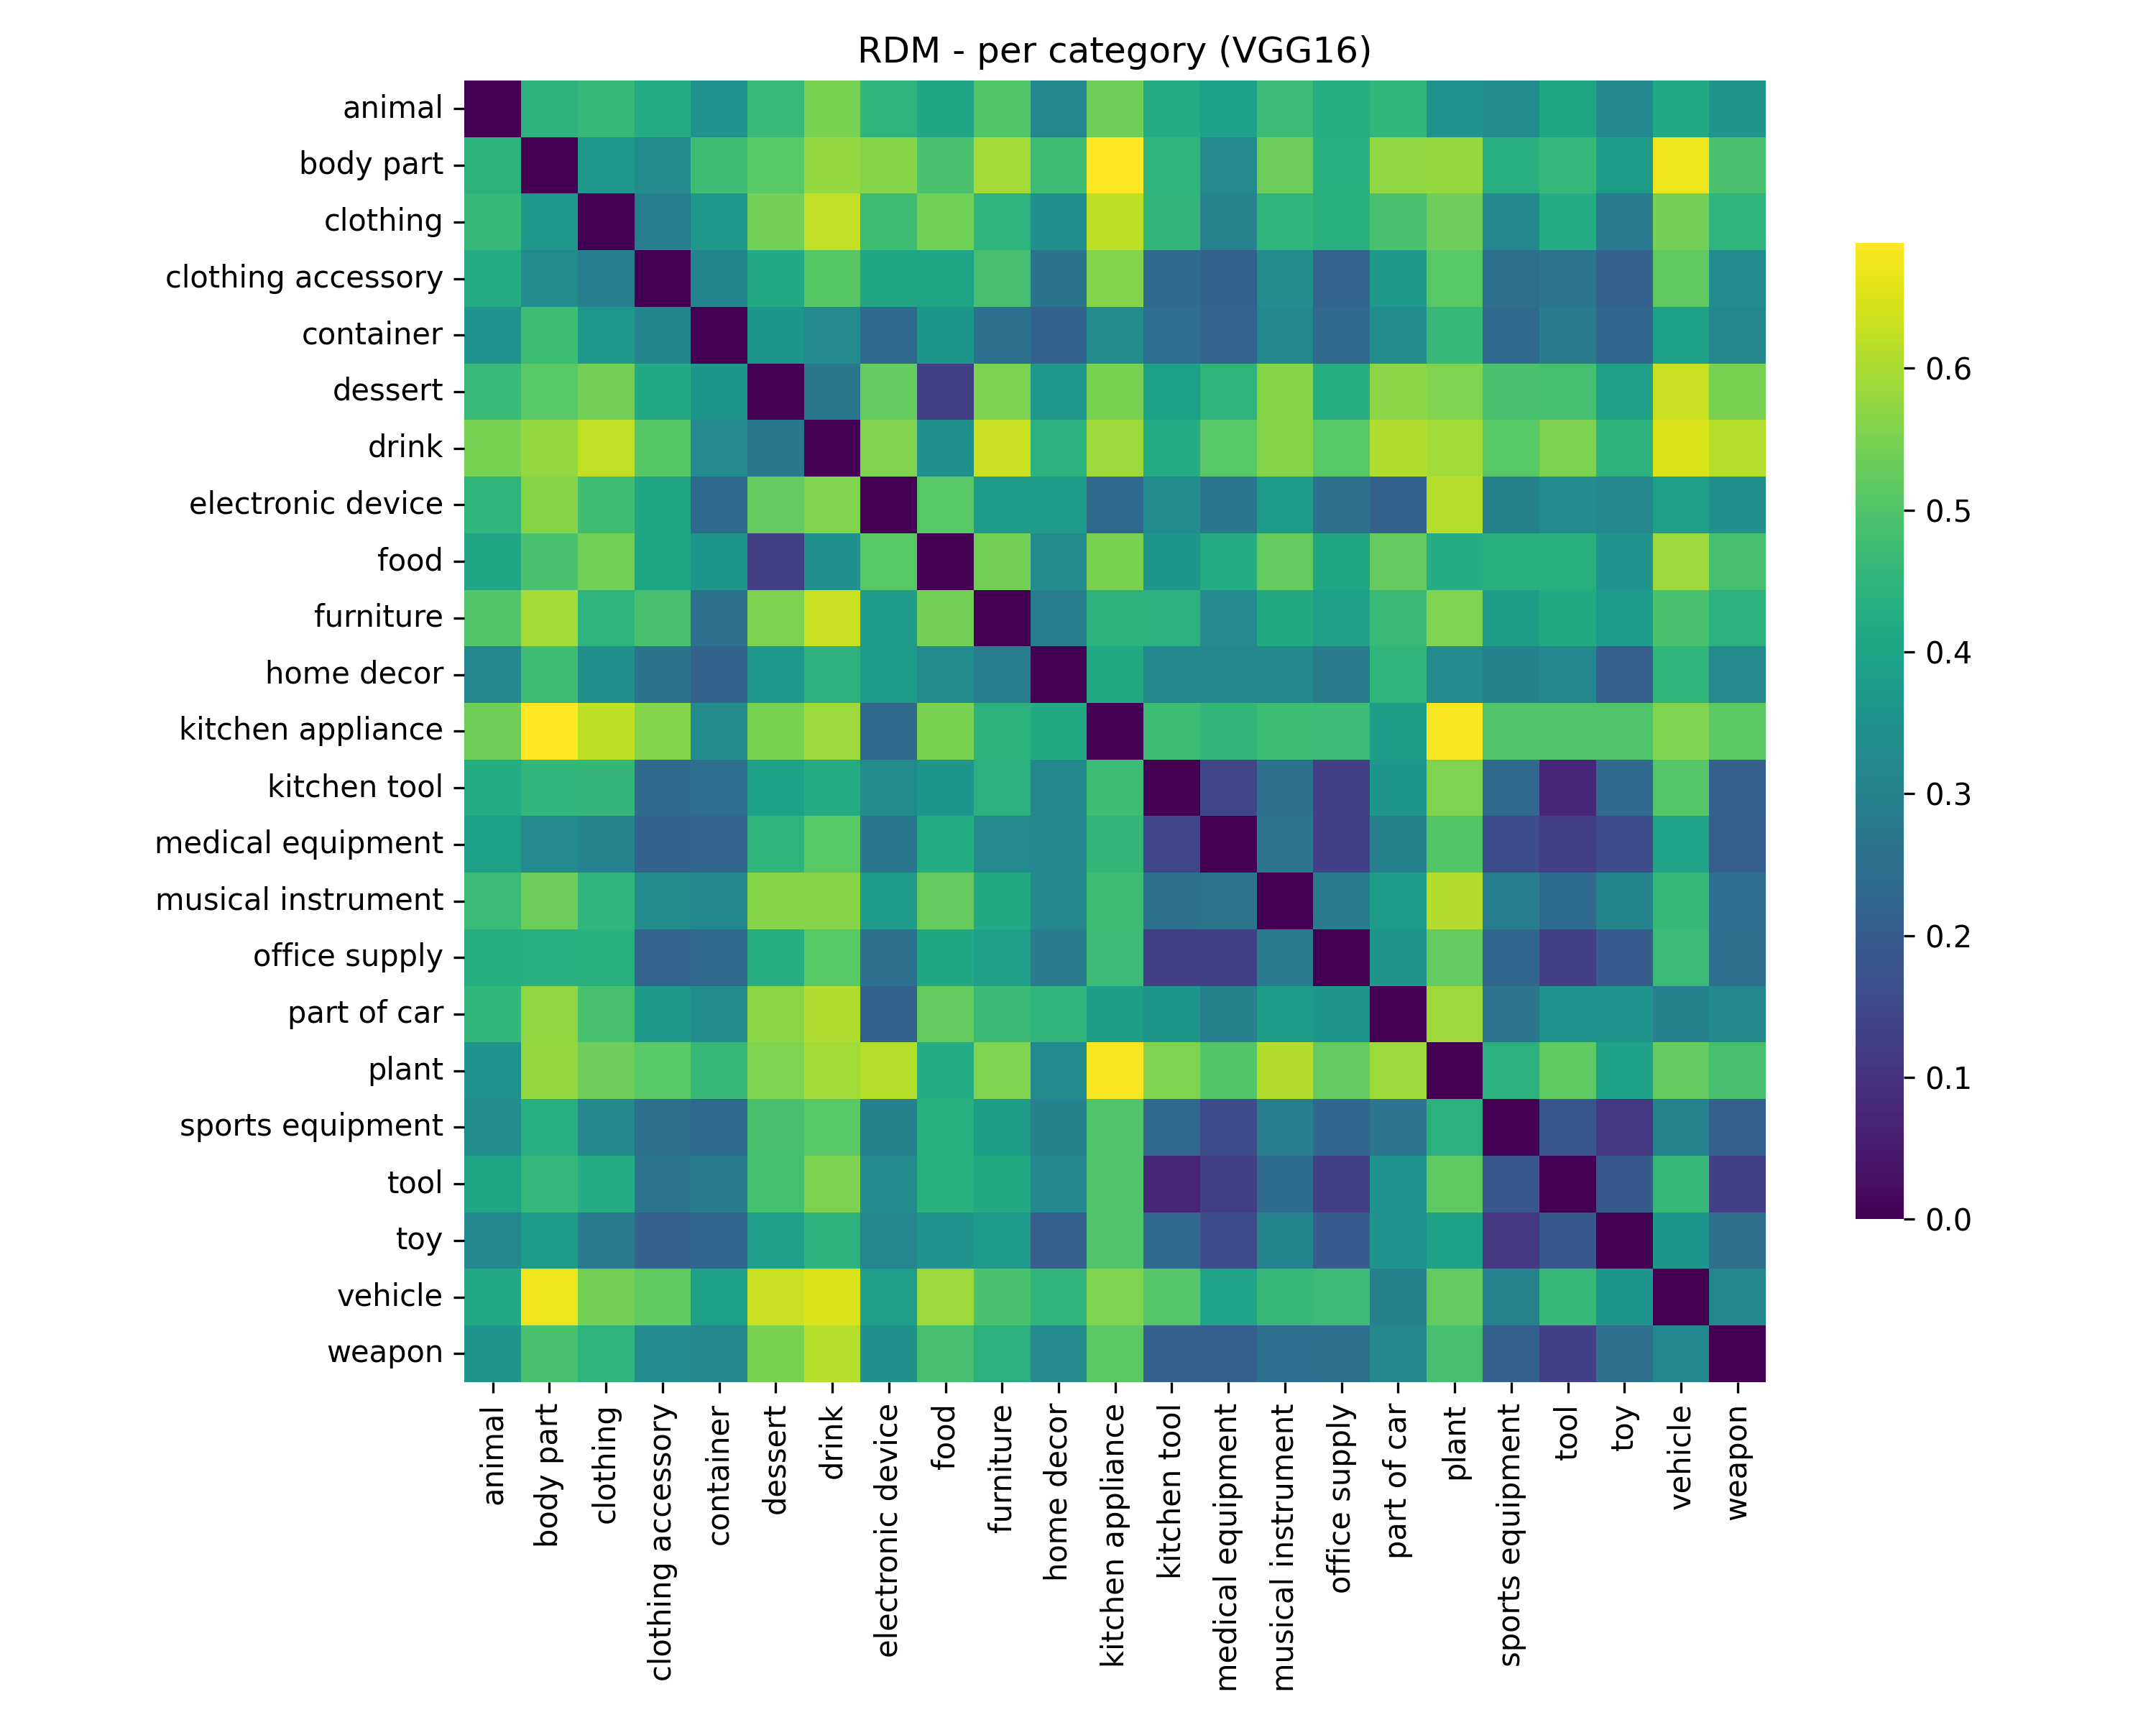 RDM - per category (VGG16)
animal
body part
clothing
clothing accessory
container
dessert
drink
electronic device
food
furniture
home decor
kitchen appliance
kitchen tool
medical equipment
musical instrument
office supply
part of car
plant
sports equipment
tool
toy
vehicle
weapon
animal
body part
clothing
clothing accessory
container
dessert
drink
electronic device
food
furniture
home decor
kitchen appliance
kitchen tool
medical equipment
musical instrument
office supply
part of car
plant
sports equipment
tool
toy
vehicle
weapon
0.6
0.5
0.4
0.3
0.2
0.1
0.0